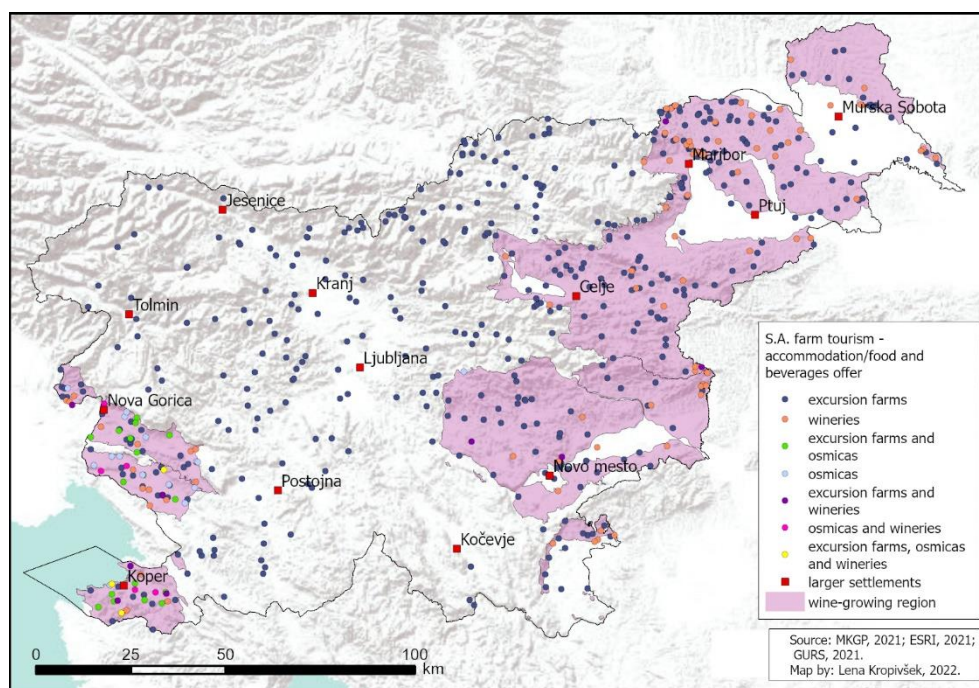 Murska Sobota
Maribor
Jesenice
Ptuj
Kranj
Celje
Tolmin
Ljubljana
Nova Gorica
Novo mesto
Postojna
Kočevje
Koper
S.A. farm tourism -
accommodation/food and
beverages offer
excursion farms
wineries
excursion farms and
osmicas
osmicas
excursion farms and
wineries
osmicas and wineries
excursion farms, osmicas
and wineries
larger settlements
wine-growing region
Source: MKGP, 2021; ESRI, 2021;
GURS, 2021.
Map by: Lena Kropivšek, 2022.
0 25 50 100
km